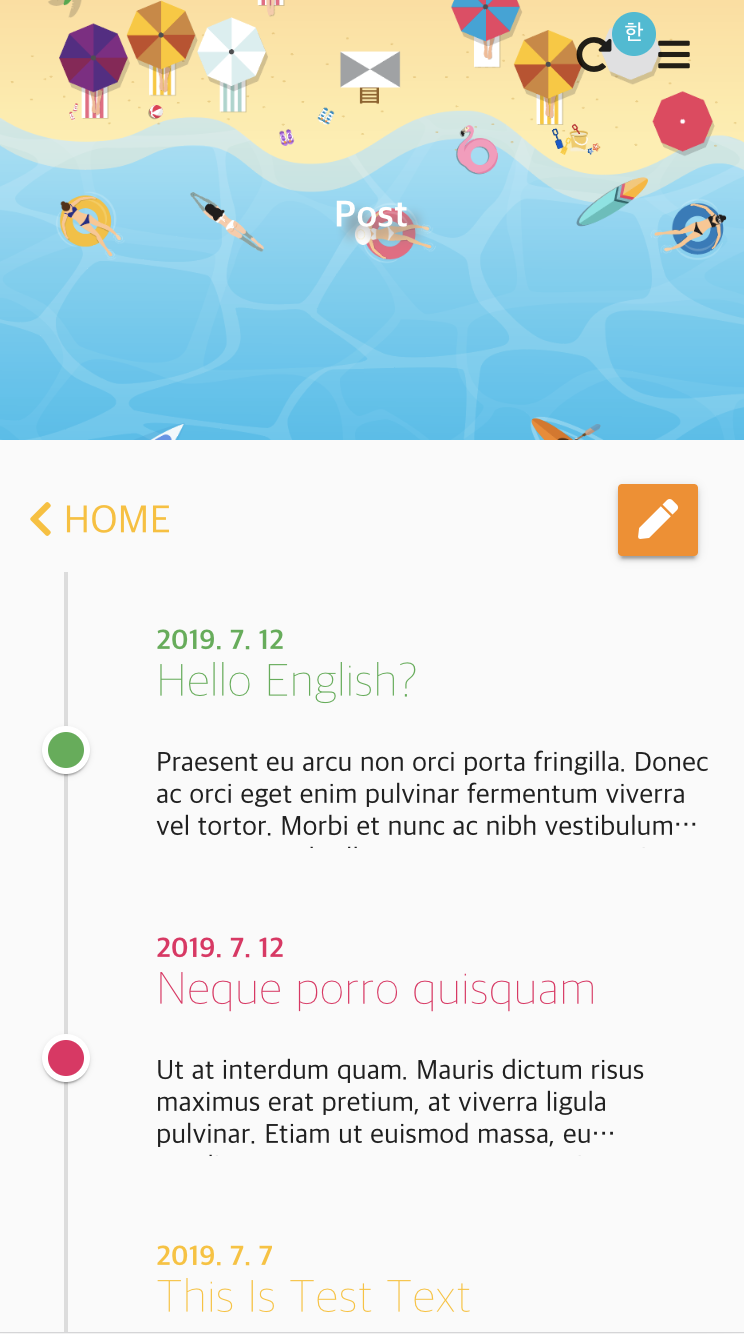 한
Post
HOME
2019. 7. 12
Hello English?
Praesent eu arcu non orci porta fringilla. Donec
ac orci eget enim pulvinar fermentum viverra
vel tortor. Morbi et nunc ac nibh vestibulum…
2019. 7. 12
Neque porro quisquam
Ut at interdum quam. Mauris dictum risus
maximus erat pretium, at viverra ligula
pulvinar. Etiam ut euismod massa, eu…
2019. 7. 7
This Is Test Text